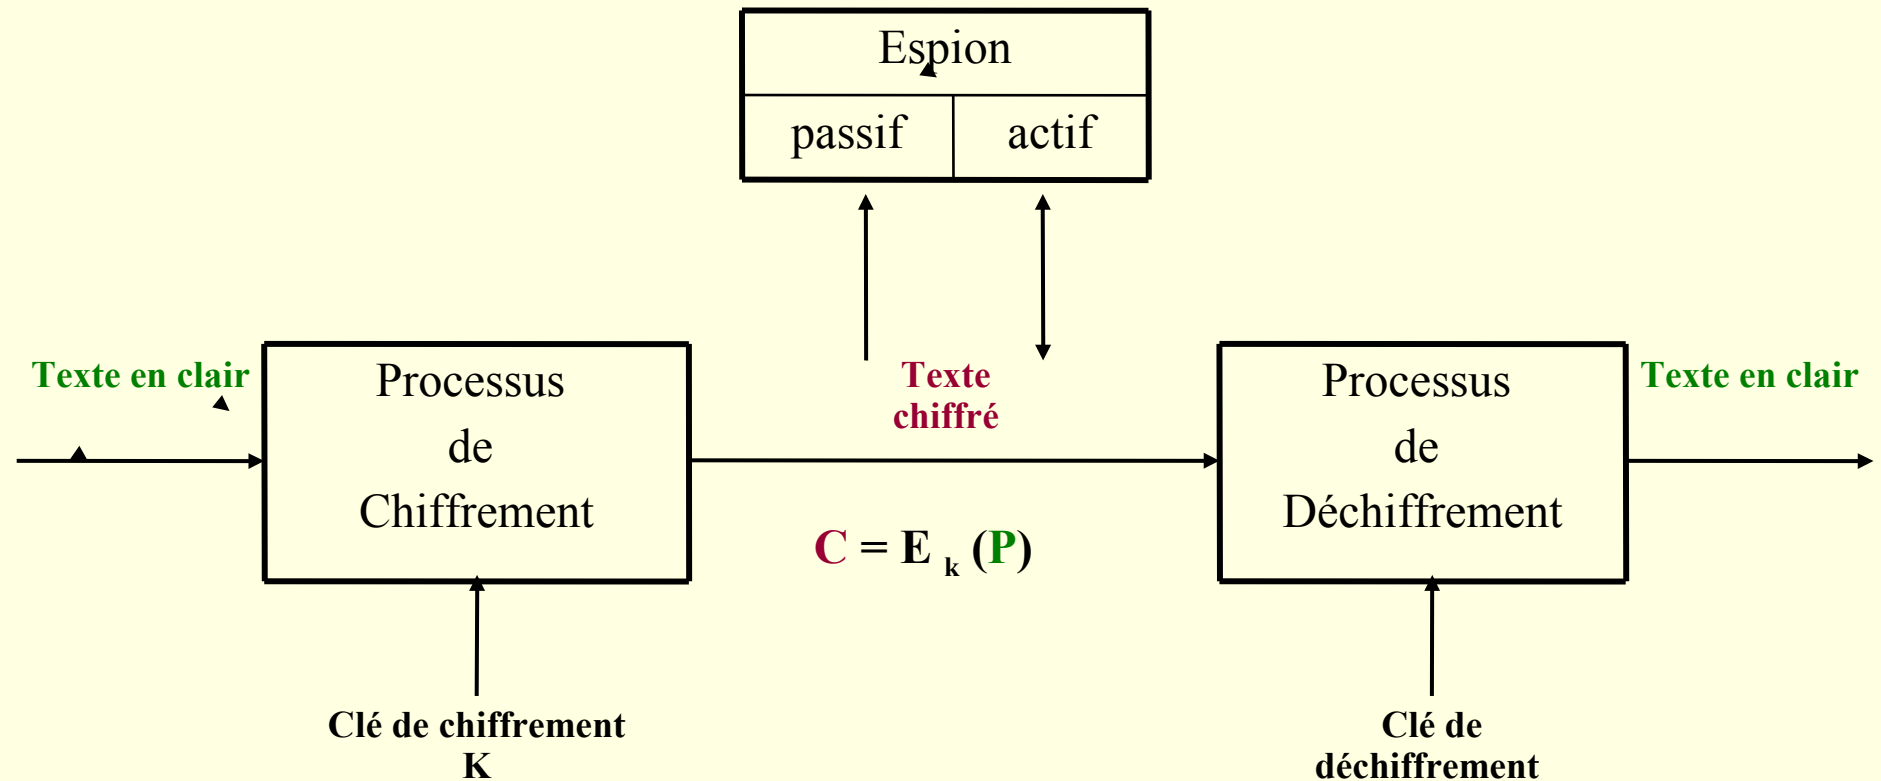 Espion
passif actif
Texte en clair
Processus
de
Chiffrement
Texte
chiffré
C = E k (P)
Processus
de
Déchiffrement
Texte en clair
Clé de chiffrement
K
Clé de
déchiffrement